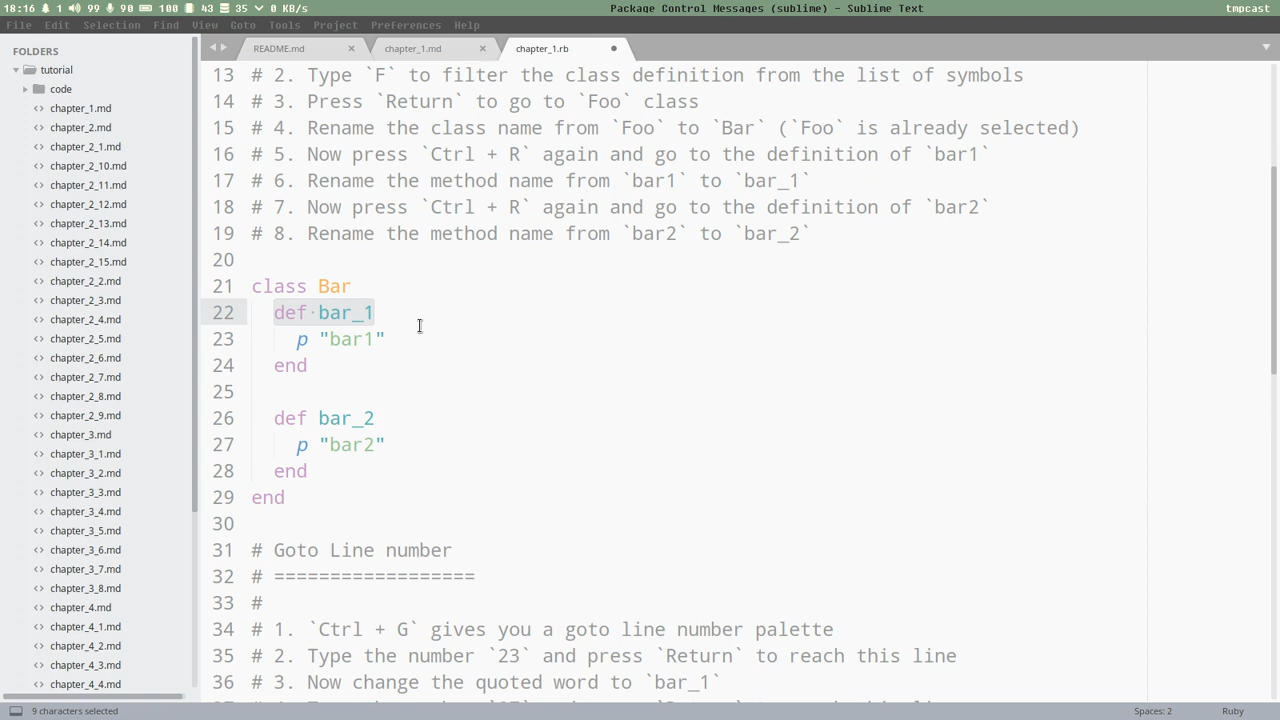 18:16 1 99 90 100 43 35 0 KB/s Package Control Messages (sublime) - Sublime Text tmpcast
File Edit Selection Find View Goto Tools Project Preferences Help
FOLDERS
tutorial
code
chapter_1.md
chapter_2.md
chapter_2_1.md
chapter_2_10.md
chapter_2_11.md
chapter_2_12.md
chapter_2_13.md
chapter_2_14.md
chapter_2_15.md
chapter_2_2.md
chapter_2_3.md
chapter_2_4.md
chapter_2_5.md
chapter_2_6.md
chapter_2_7.md
chapter_2_8.md
chapter_2_9.md
chapter_3.md
chapter_3_1.md
chapter_3_2.md
chapter_3_3.md
chapter_3_4.md
chapter_3_5.md
chapter_3_6.md
chapter_3_7.md
chapter_3_8.md
chapter_4.md
chapter_4_1.md
chapter_4_2.md
chapter_4_3.md
chapter_4_4.md
README.md chapter_1.md chapter_1.rb
13 # 2. Type `F` to filter the class definition from the list of symbols
14 # 3. Press `Return` to go to `Foo` class
15 # 4. Rename the class name from `Foo` to `Bar` (`Foo` is already selected)
16 # 5. Now press `Ctrl + R` again and go to the definition of `bar1`
17 # 6. Rename the method name from `bar1` to `bar_1`
18 # 7. Now press `Ctrl + R` again and go to the definition of `bar2`
19 # 8. Rename the method name from `bar2` to `bar_2`
20
21 class Bar
22 def·bar_1
23 p "bar1"
24 end
25
26 def bar_2
27 p "bar2"
28 end
29 end
30
31 # Goto Line number
32 # ==================
33 #
34 # 1. `Ctrl + G` gives you a goto line number palette
35 # 2. Type the number `23` and press `Return` to reach this line
36 # 3. Now change the quoted word to `bar_1`
9 characters selected Spaces: 2 Ruby